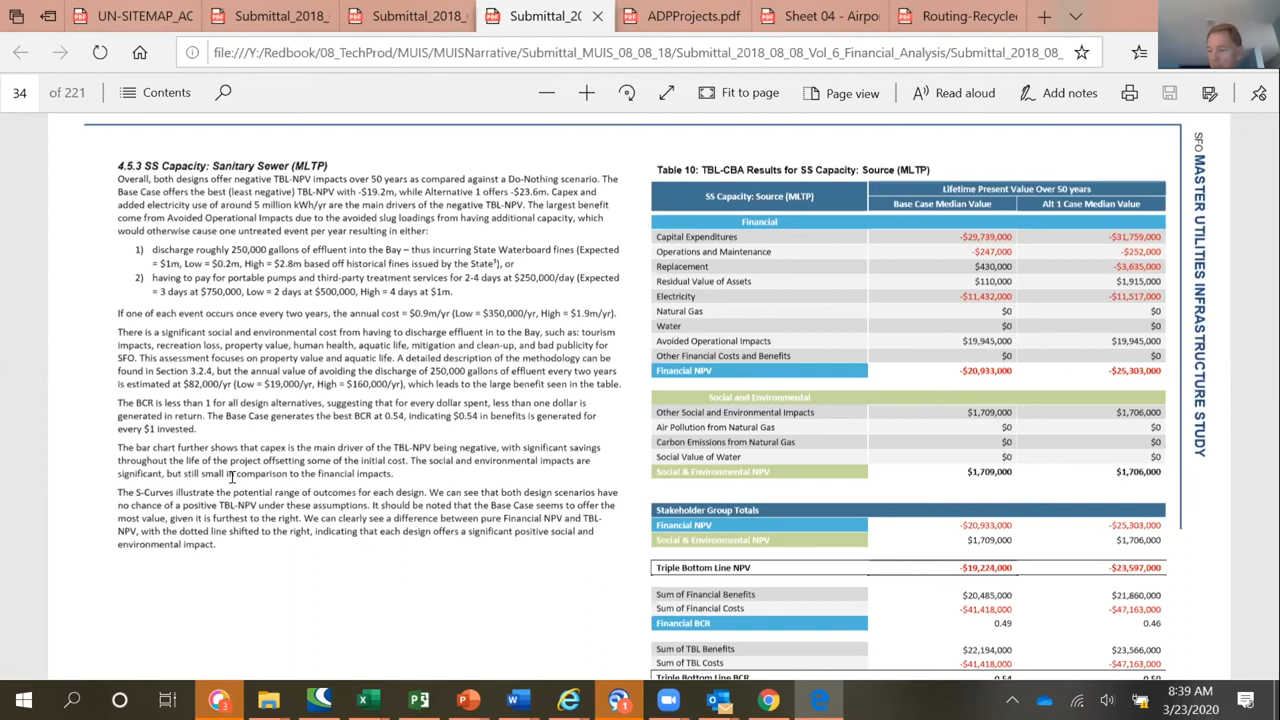 UN-SITEMAP_AC
Submittal_2018_
Submittal_2018_
Submittal_20
ADPProjects.pdf
Sheet 04 - Airpo
Routing-Recycle
file:///Y:/Redbook/08_TechProd/MUIS/MUISNarrative/Submittal_MUIS_08_08_18/Submittal_2018_08_08_Vol_6_Financial_Analysis/Submittal_2018_08_
34 of 221
Contents
Fit to page
Page view
Read aloud
Add notes
4.5.3 SS Capacity: Sanitary Sewer (MLTP)
Overall, both designs offer negative TBL-NPV impacts over 50 years as compared against a Do-Nothing scenario. The
Base Case offers the best (least negative) TBL-NPV with -$19.2m, while Alternative 1 offers -$23.6m. Capex and
added electricity use of around 5 million kWh/yr are the main drivers of the negative TBL-NPV. The largest benefit
come from Avoided Operational Impacts due to the avoided slug loadings from having additional capacity, which
would otherwise cause one untreated event per year resulting in either:
1) discharge roughly 250,000 gallons of effluent into the Bay – thus incurring State Waterboard fines (Expected
= $1m, Low = $0.2m, High = $2.8m based off historical fines issued by the State⁵), or
2) having to pay for portable pumps and third-party treatment services for 2-4 days at $250,000/day (Expected
= 3 days at $750,000, Low = 2 days at $500,000, High = 4 days at $1m.
If one of each event occurs once every two years, the annual cost = $0.9m/yr (Low = $350,000/yr, High = $1.9m/yr).
There is a significant social and environmental cost from having to discharge effluent in to the Bay, such as: tourism
impacts, recreation loss, property value, human health, aquatic life, mitigation and clean-up, and bad publicity for
SFO. This assessment focuses on property value and aquatic life. A detailed description of the methodology can be
found in Section 3.2.4, but the annual value of avoiding the discharge of 250,000 gallons of effluent every two years
is estimated at $82,000/yr (Low = $19,000/yr, High = $160,000/yr), which leads to the large benefit seen in the table.
The BCR is less than 1 for all design alternatives, suggesting that for every dollar spent, less than one dollar is
generated in return. The Base Case generates the best BCR at 0.54, indicating $0.54 in benefits is generated for
every $1 invested.
The bar chart further shows that capex is the main driver of the TBL-NPV being negative, with significant savings
throughout the life of the project offsetting some of the initial cost. The social and environmental impacts are
significant, but still small in comparison to the financial impacts.
The S-Curves illustrate the potential range of outcomes for each design. We can see that both design scenarios have
no chance of a positive TBL-NPV under these assumptions. It should be noted that the Base Case seems to offer the
most value, given it is furthest to the right. We can clearly see a difference between pure Financial NPV and TBL-
NPV, with the dotted line shifted to the right, indicating that each design offers a significant positive social and
environmental impact.
Table 10: TBL-CBA Results for SS Capacity: Source (MLTP)
SS Capacity: Source (MLTP)
Lifetime Present Value Over 50 years
Base Case Median Value Alt 1 Case Median Value
Financial
Capital Expenditures -$29,739,000 -$31,759,000
Operations and Maintenance -$247,000 -$252,000
Replacement $430,000 -$3,635,000
Residual Value of Assets $110,000 $1,915,000
Electricity -$11,432,000 -$11,517,000
Natural Gas $0 $0
Water $0 $0
Avoided Operational Impacts $19,945,000 $19,945,000
Other Financial Costs and Benefits $0 $0
Financial NPV -$20,933,000 -$25,303,000
Social and Environmental
Other Social and Environmental Impacts $1,709,000 $1,706,000
Air Pollution from Natural Gas $0 $0
Carbon Emissions from Natural Gas $0 $0
Social Value of Water $0 $0
Social & Environmental NPV $1,709,000 $1,706,000
Stakeholder Group Totals
Financial NPV -$20,933,000 -$25,303,000
Social & Environmental NPV $1,709,000 $1,706,000
Triple Bottom Line NPV -$19,224,000 -$23,597,000
Sum of Financial Benefits $20,485,000 $21,860,000
Sum of Financial Costs -$41,418,000 -$47,163,000
Financial BCR 0.49 0.46
Sum of TBL Benefits $22,194,000 $23,566,000
Sum of TBL Costs -$41,418,000 -$47,163,000
Triple Bottom Line BCR 0.54 0.50
SFO MASTER UTILITIES INFRASTRUCTURE STUDY
8:39 AM
3/23/2020